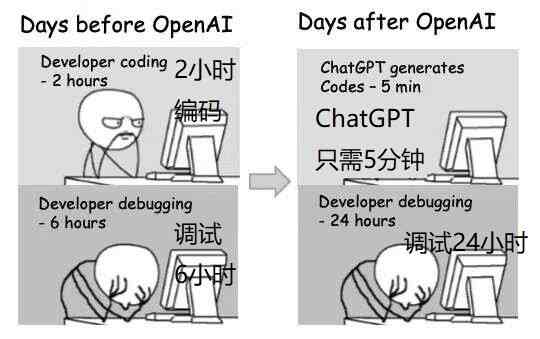 Days before OpenAI
Developer coding
- 2 hours
2小时
编码
Developer debugging
- 6 hours
调试
6小时
Days after OpenAI
ChatGPT generates
Codes – 5 min
ChatGPT
只需5分钟
Developer debugging
- 24 hours
调试24小时